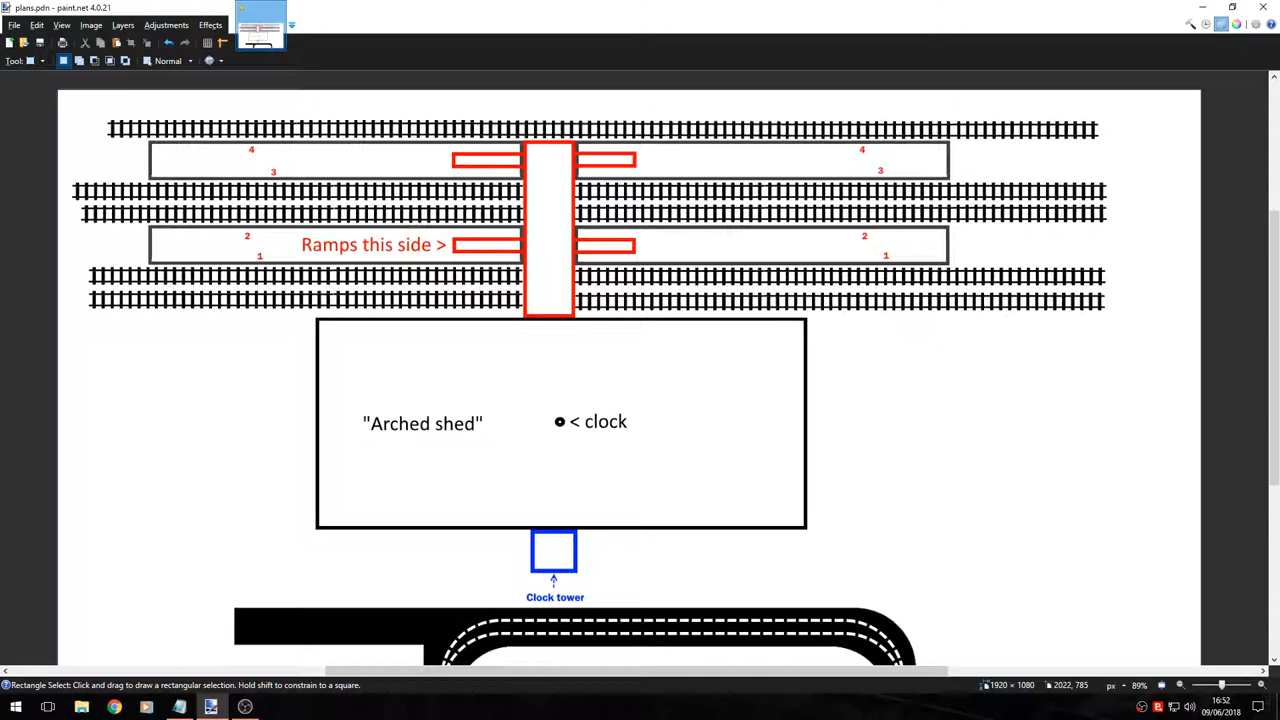 plans.pdn - paint.net 4.0.21
File Edit View Image Layers Adjustments Effects
Tool: Normal
4 4
3 3
2 2
Ramps this side >
1 1
"Arched shed" < clock
Clock tower
Rectangle Select: Click and drag to draw a rectangular selection. Hold shift to constrain to a square. 1920 × 1080 2022, 785 px 89%
16:52
09/06/2018